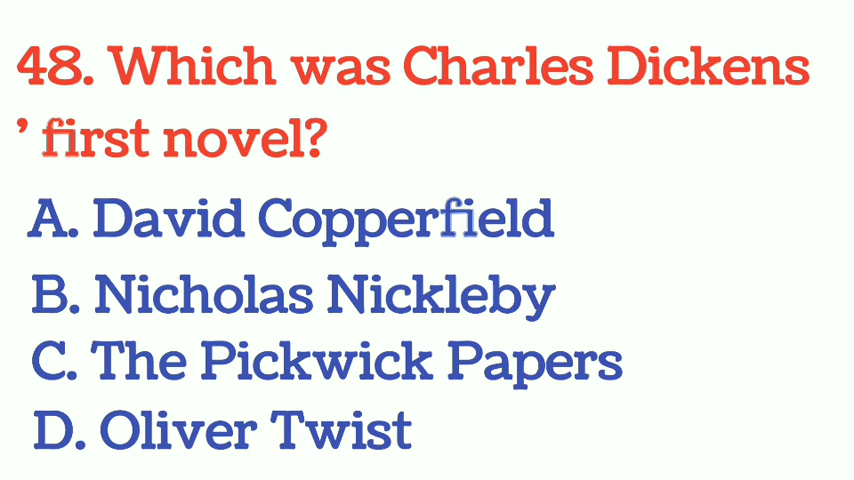 48. Which was Charles Dickens
’ first novel?
A. David Copperfield
B. Nicholas Nickleby
C. The Pickwick Papers
D. Oliver Twist